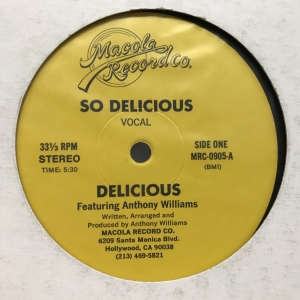 Macola
Record Co.
SO DELICIOUS
VOCAL
33⅓ RPM
STEREO
TIME: 5:30
SIDE ONE
MRC-0905-A
(BMI)
DELICIOUS
Featuring Anthony Williams
Written, Arranged and
Produced by Anthony Williams
MACOLA RECORD CO.
6209 Santa Monica Blvd.
Hollywood, CA 90038
(213) 469-5821